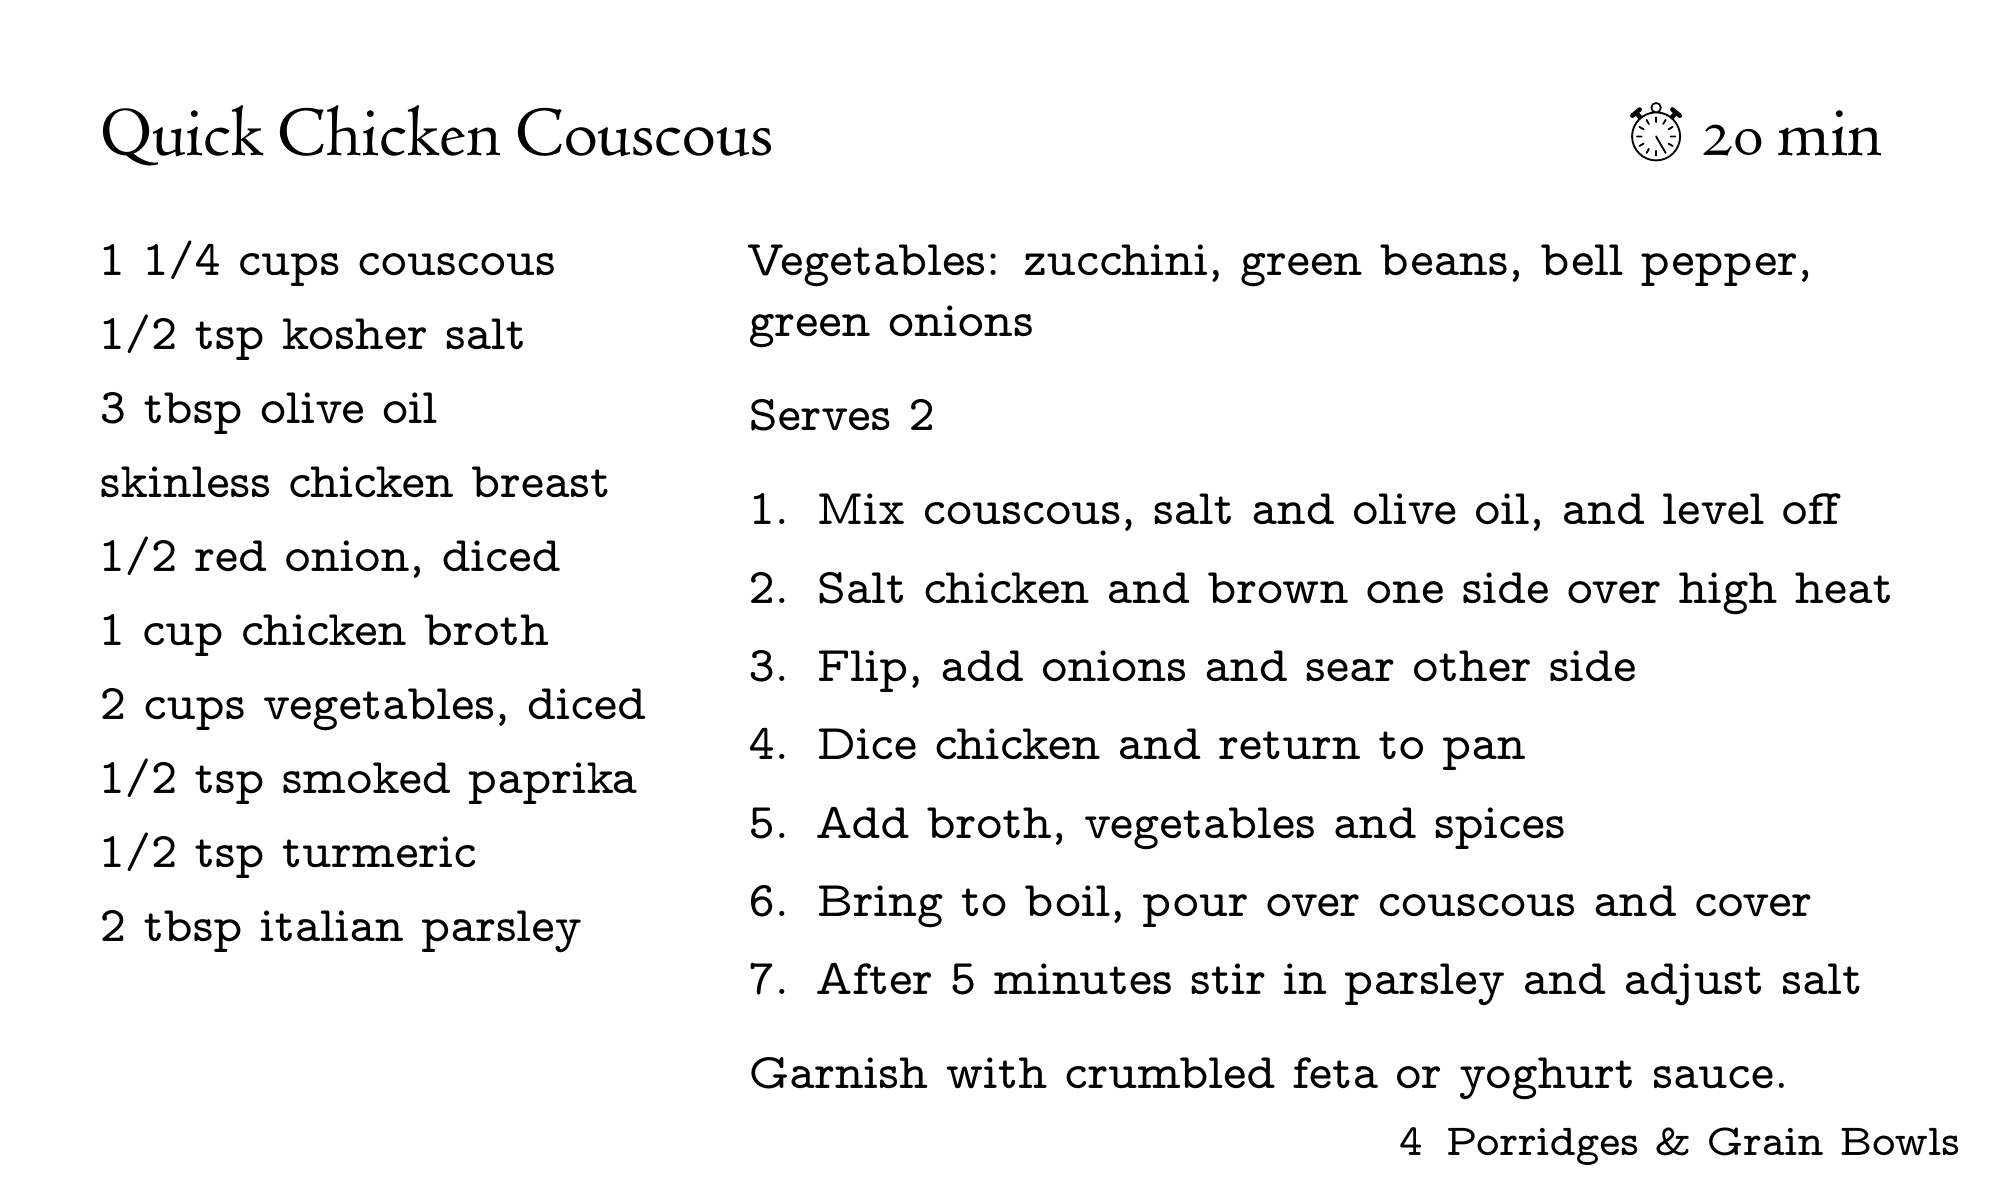 Quick Chicken Couscous
20 min
1 1/4 cups couscous
1/2 tsp kosher salt
3 tbsp olive oil
skinless chicken breast
1/2 red onion, diced
1 cup chicken broth
2 cups vegetables, diced
1/2 tsp smoked paprika
1/2 tsp turmeric
2 tbsp italian parsley
Vegetables: zucchini, green beans, bell pepper,
green onions
Serves 2
1. Mix couscous, salt and olive oil, and level off
2. Salt chicken and brown one side over high heat
3. Flip, add onions and sear other side
4. Dice chicken and return to pan
5. Add broth, vegetables and spices
6. Bring to boil, pour over couscous and cover
7. After 5 minutes stir in parsley and adjust salt
Garnish with crumbled feta or yoghurt sauce.
4 Porridges & Grain Bowls